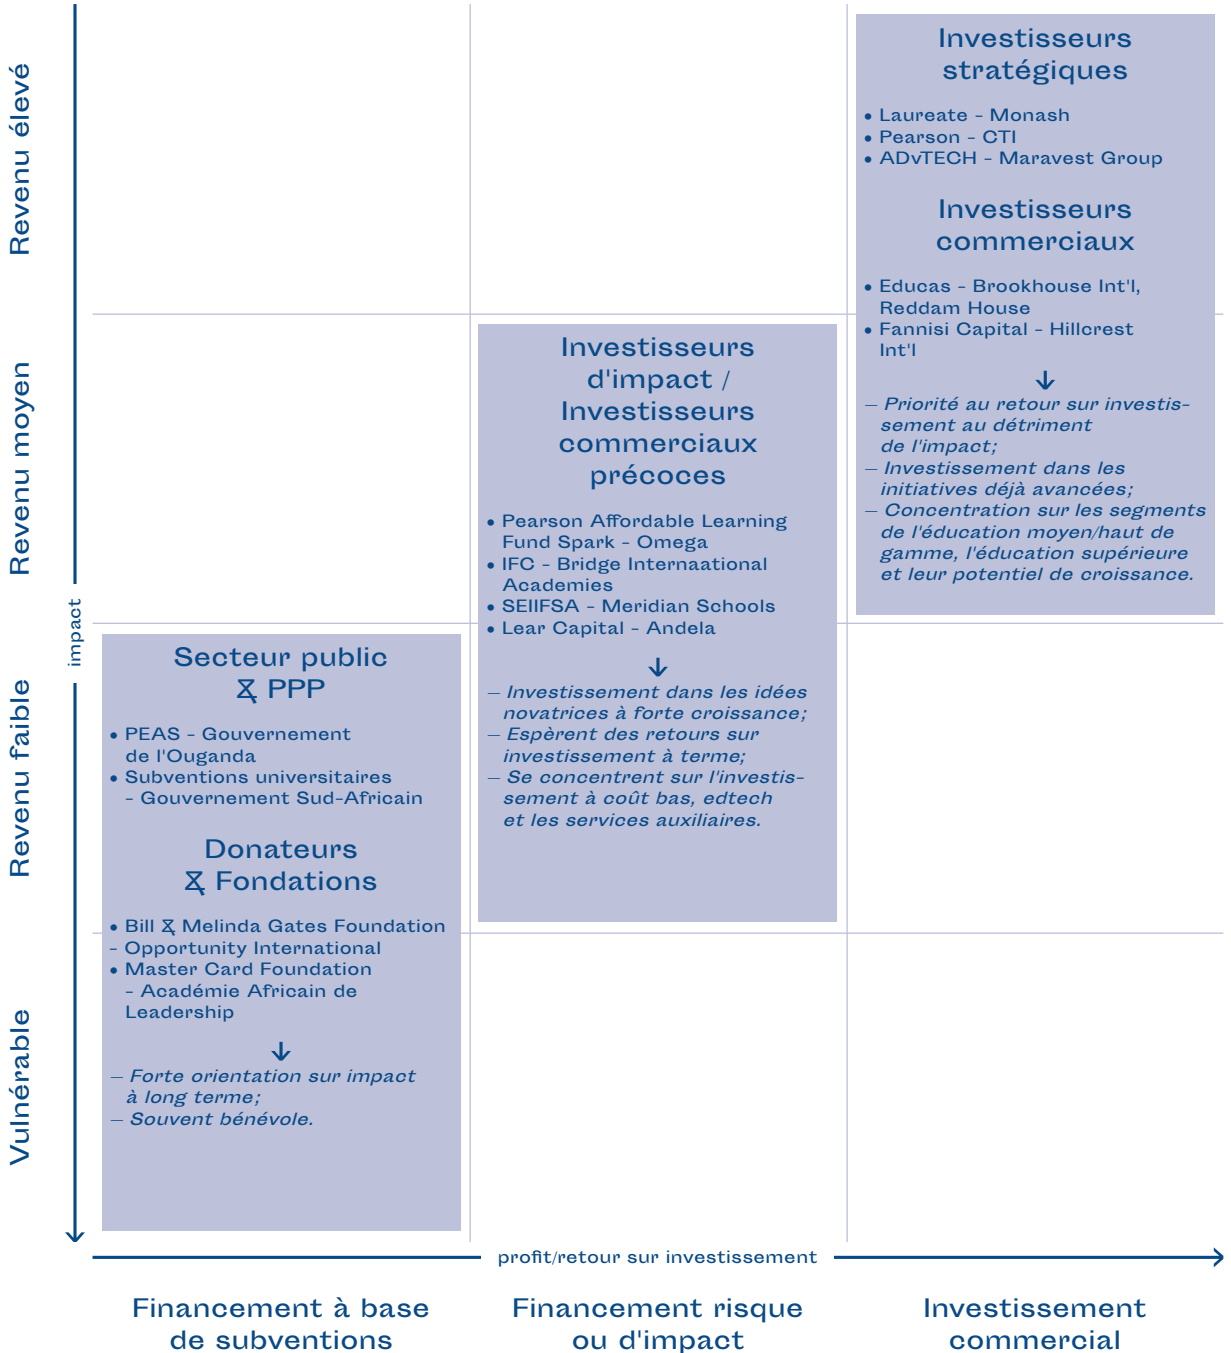 Revenu élevé
Revenu moyen
Revenu faible
Vulnérable
impact
Investisseurs
stratégiques
• Laureate - Monash
• Pearson - CTI
• ADvTECH - Maravest Group
Investisseurs
commerciaux
• Educas - Brookhouse Int'l,
Reddam House
• Fannisi Capital - Hillcrest
Int'l
↓
– Priorité au retour sur investis-
sement au détriment
de l'impact;
– Investissement dans les
initiatives déjà avancées;
– Concentration sur les segments
de l'éducation moyen/haut de
gamme, l'éducation supérieure
et leur potentiel de croissance.
Investisseurs
d'impact /
Investisseurs
commerciaux
précoces
• Pearson Affordable Learning
Fund Spark - Omega
• IFC - Bridge Internaational
Academies
• SEIIFSA - Meridian Schools
• Lear Capital - Andela
↓
– Investissement dans les idées
novatrices à forte croissance;
– Espèrent des retours sur
investissement à terme;
– Se concentrent sur l'investis-
sement à coût bas, edtech
et les services auxiliaires.
Secteur public
& PPP
• PEAS - Gouvernement
de l'Ouganda
• Subventions universitaires
- Gouvernement Sud-Africain
Donateurs
& Fondations
• Bill & Melinda Gates Foundation
- Opportunity International
• Master Card Foundation
- Académie Africain de
Leadership
↓
– Forte orientation sur impact
à long terme;
– Souvent bénévole.
profit/retour sur investissement
Financement à base
de subventions
Financement risque
ou d'impact
Investissement
commercial